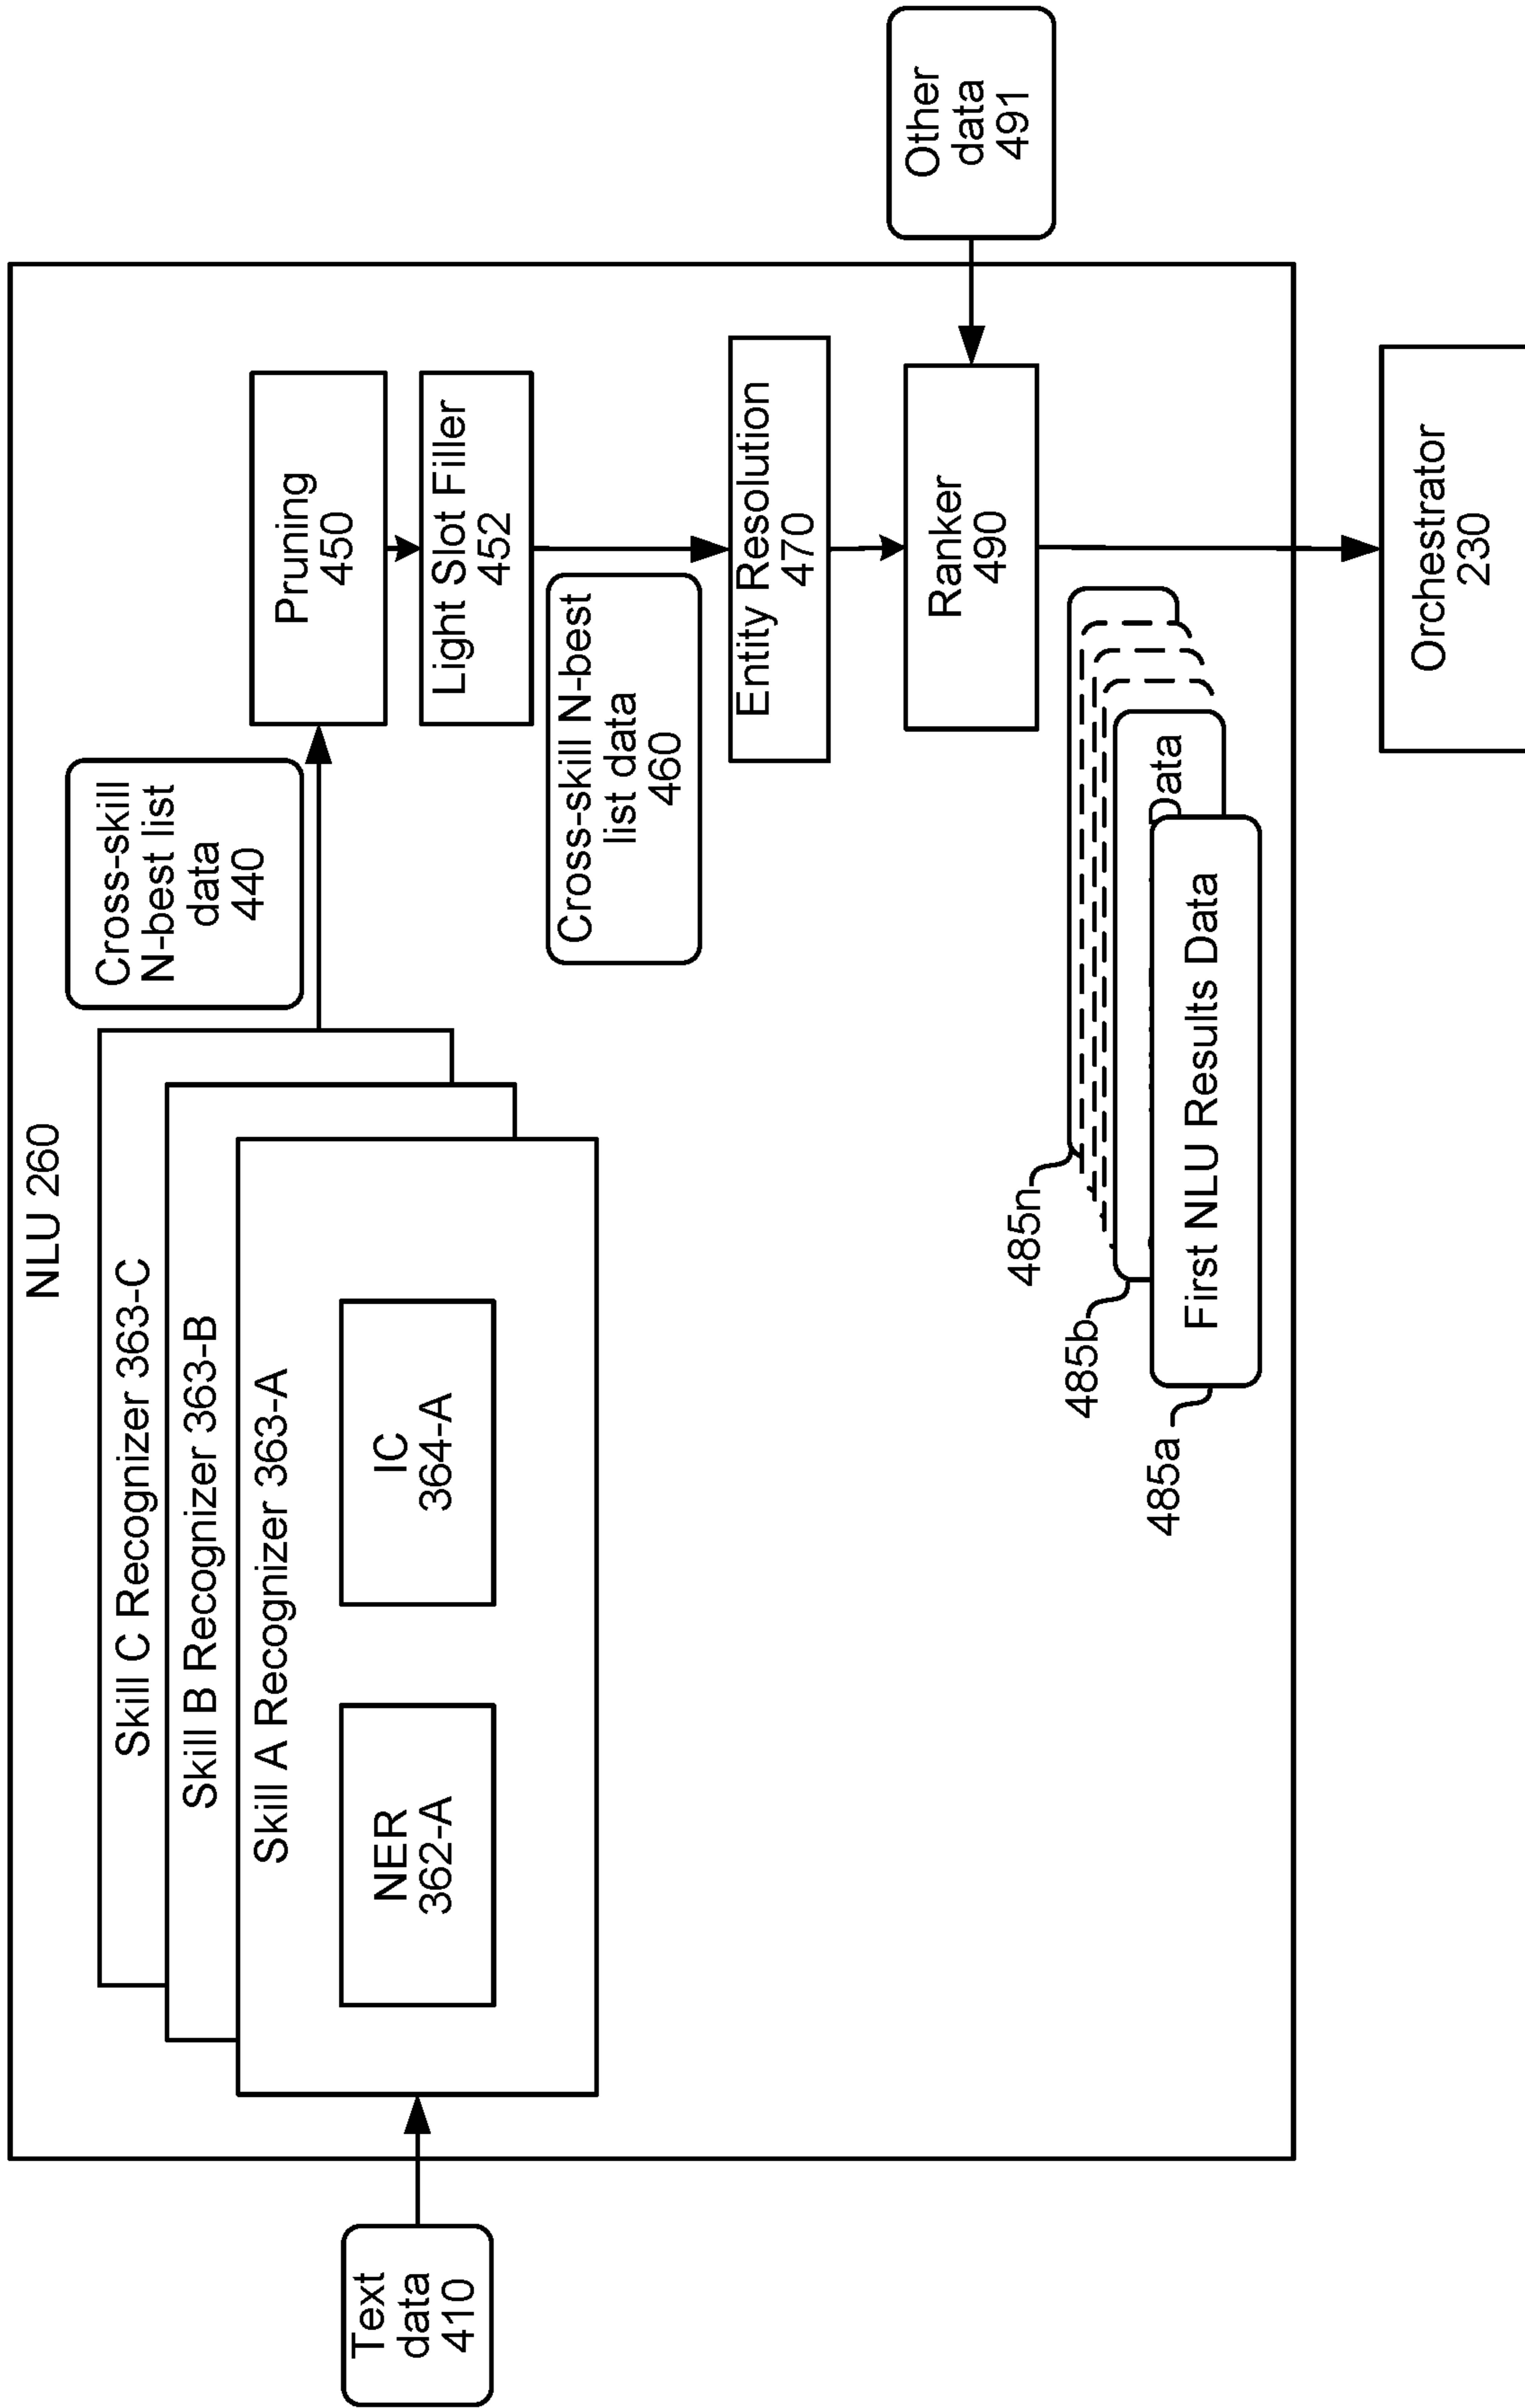 NLU 260
Skill C Recognizer 363-C
Skill B Recognizer 363-B
Skill A Recognizer 363-A
NER
362-A
IC
364-A
Text
data
410
Cross-skill
N-best list
data
440
Pruning
450
Light Slot Filler
452
Cross-skill N-best
list data
460
Entity Resolution
470
Ranker
490
Other
data
491
485n
485b
485a
Data
First NLU Results Data
Orchestrator
230